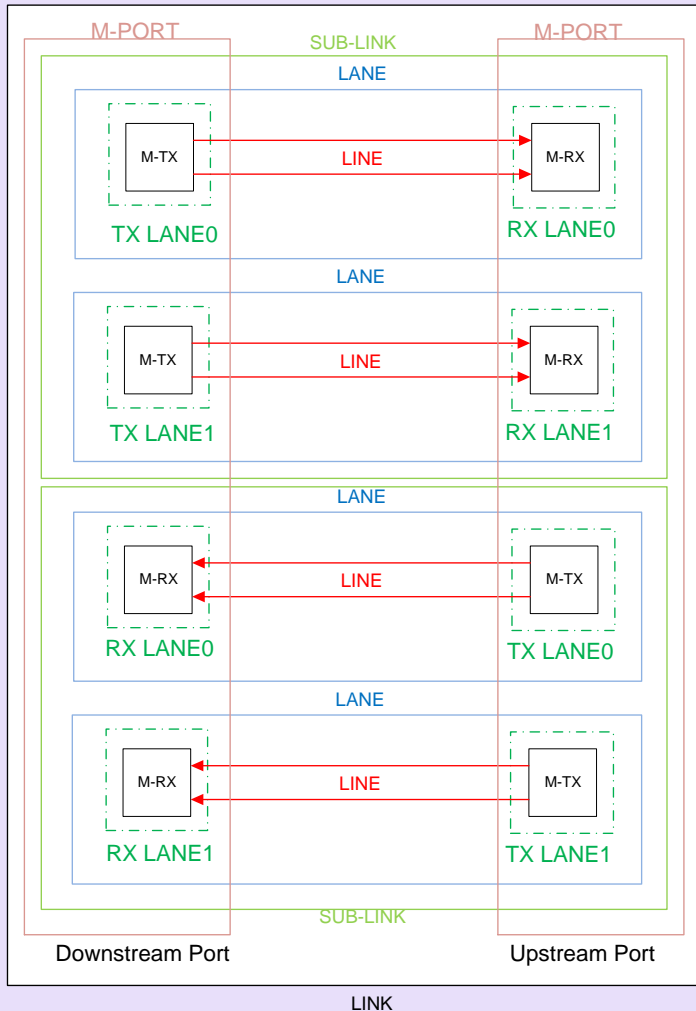 M-PORT
SUB-LINK
M-PORT
LANE
M-TX
LINE
M-RX
TX LANE0
RX LANE0
LANE
M-TX
LINE
M-RX
TX LANE1
RX LANE1
LANE
M-RX
LINE
M-TX
RX LANE0
TX LANE0
LANE
M-RX
LINE
M-TX
RX LANE1
TX LANE1
SUB-LINK
Downstream Port
Upstream Port
LINK